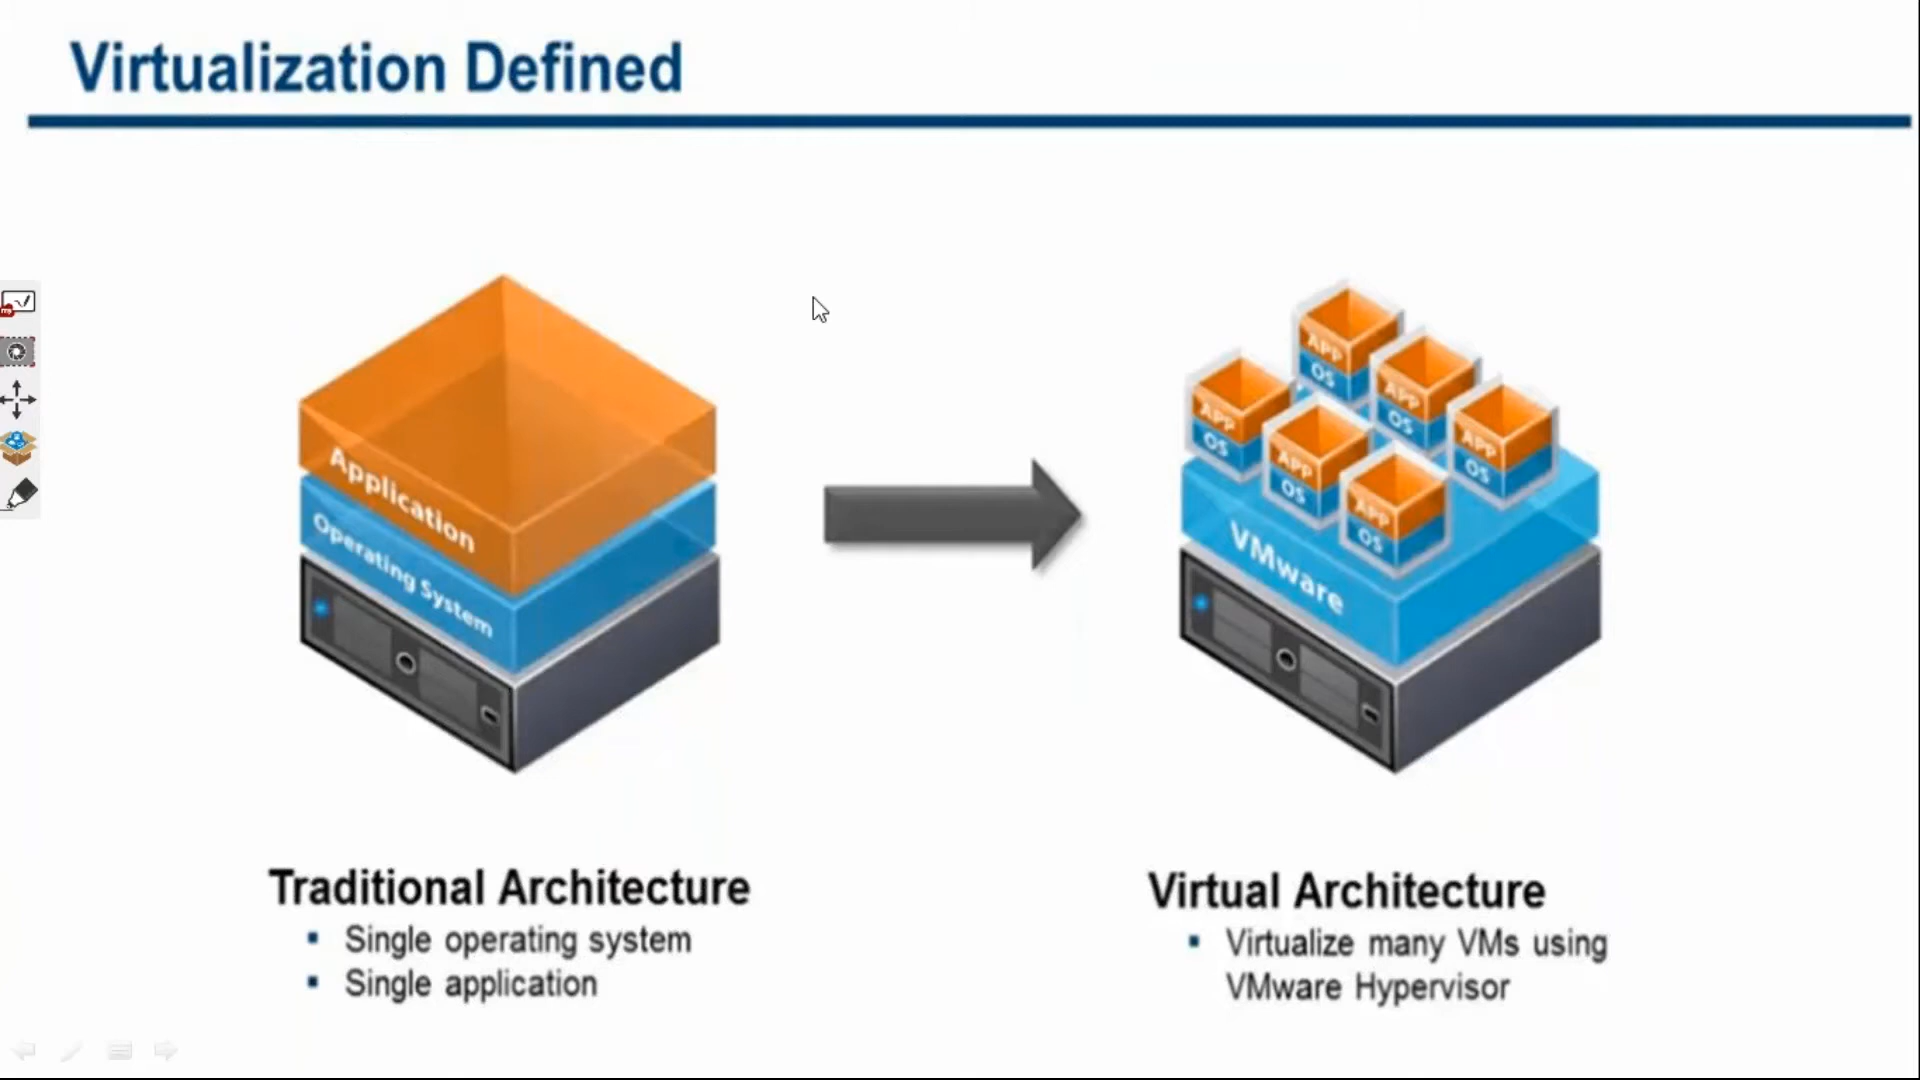 Virtualization Defined
Application
Operating System
APP
OS
APP
OS
APP
OS
APP
OS
APP
OS
APP
OS
VMware
Traditional Architecture
Single operating system
Single application
Virtual Architecture
Virtualize many VMs using
VMware Hypervisor